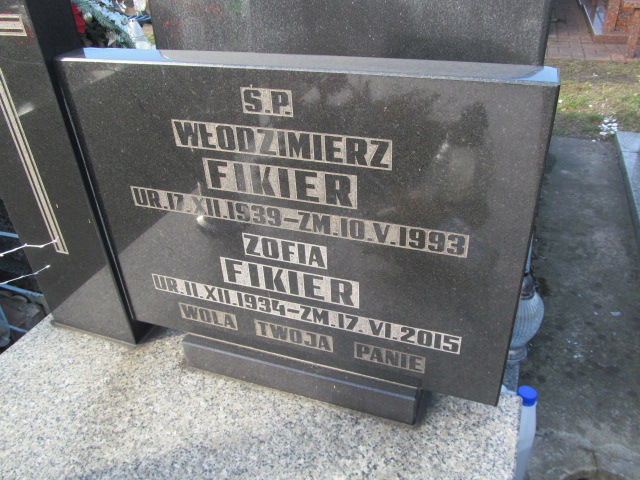 Ś.P.
WŁODZIMIERZ
FIKIER
UR.17.XII.1939-ZM.10.V.1993
ZOFIA
FIKIER
UR.11.XII.1934-ZM.17.VI.2015
WOLA TWOJA PANIE